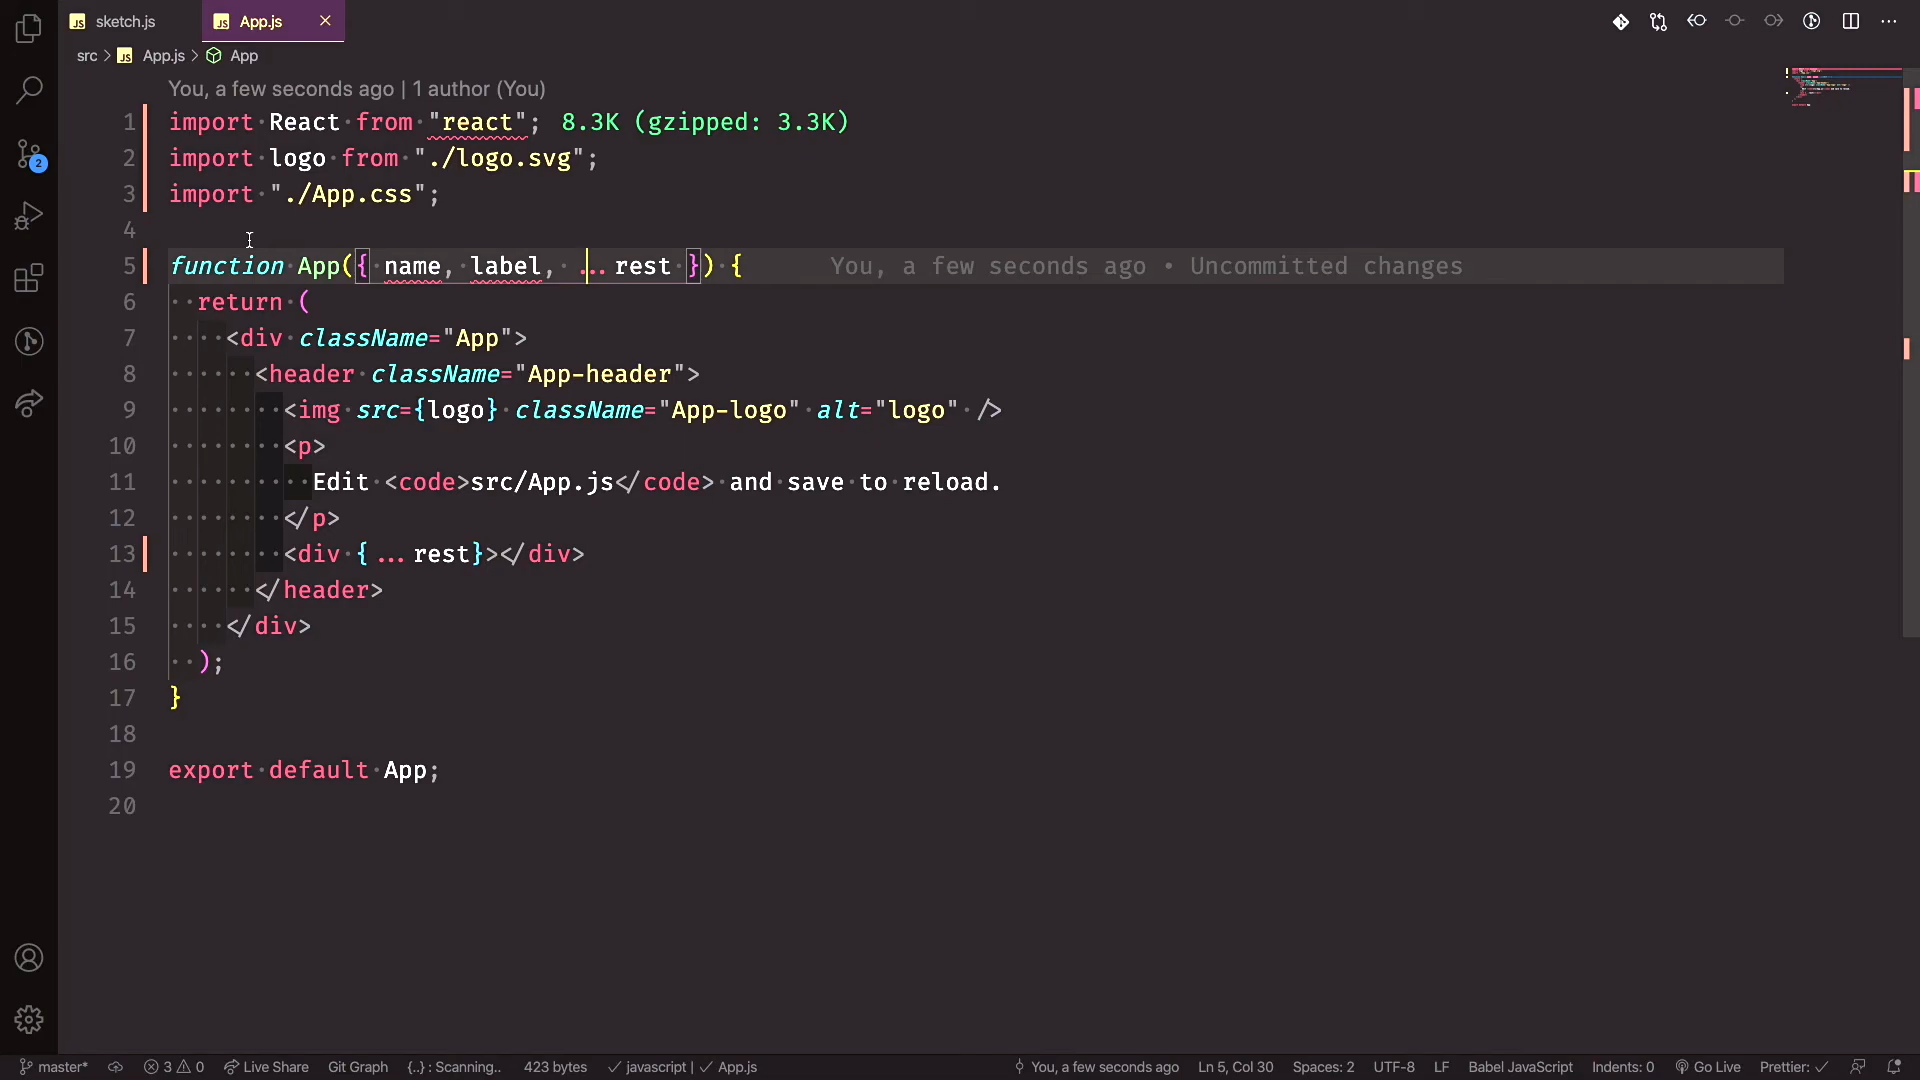 sketch.js
App.js
src > App.js > App
You, a few seconds ago | 1 author (You)
1 import React from "react"; 8.3K (gzipped: 3.3K)
2 import logo from "./logo.svg";
3 import "./App.css";
4
5 function App({ name, label, ...rest }) { You, a few seconds ago • Uncommitted changes
6 return (
7 <div className="App">
8 <header className="App-header">
9 <img src={logo} className="App-logo" alt="logo" />
10 <p>
11 Edit <code>src/App.js</code> and save to reload.
12 </p>
13 <div {...rest}></div>
14 </header>
15 </div>
16 );
17 }
18
19 export default App;
20
2
master* 3 0 Live Share Git Graph {..} : Scanning.. 423 bytes ✓ javascript | ✓ App.js You, a few seconds ago Ln 5, Col 30 Spaces: 2 UTF-8 LF Babel JavaScript Indents: 0 Go Live Prettier: ✓